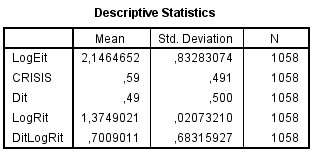 Descriptive Statistics
Mean Std. Deviation N
LogEit 2,1464652 ,83283074 1058
CRISIS ,59 ,491 1058
Dit ,49 ,500 1058
LogRit 1,3749021 ,02073210 1058
DitLogRit ,7009011 ,68315927 1058